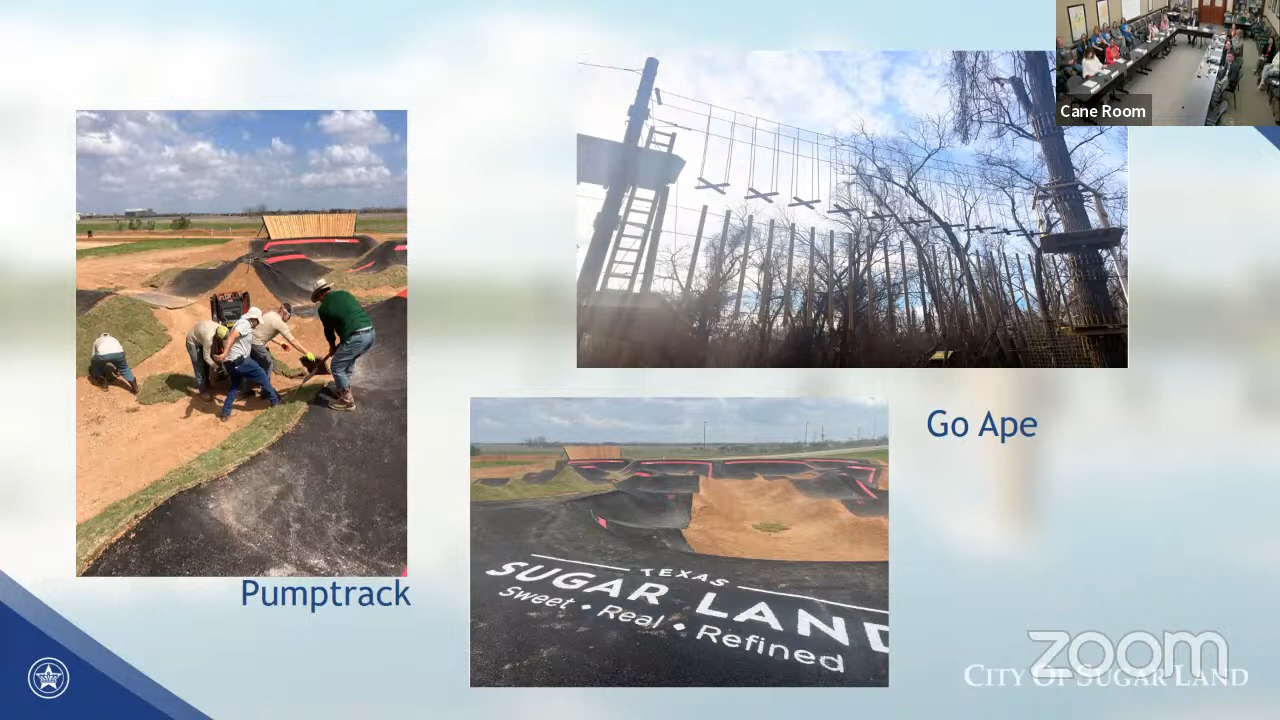 Cane Room
Go Ape
TEXAS
SUGAR LAND
Sweet • Real • Refined
Pumptrack
zoom
CITY OF SUGAR LAND